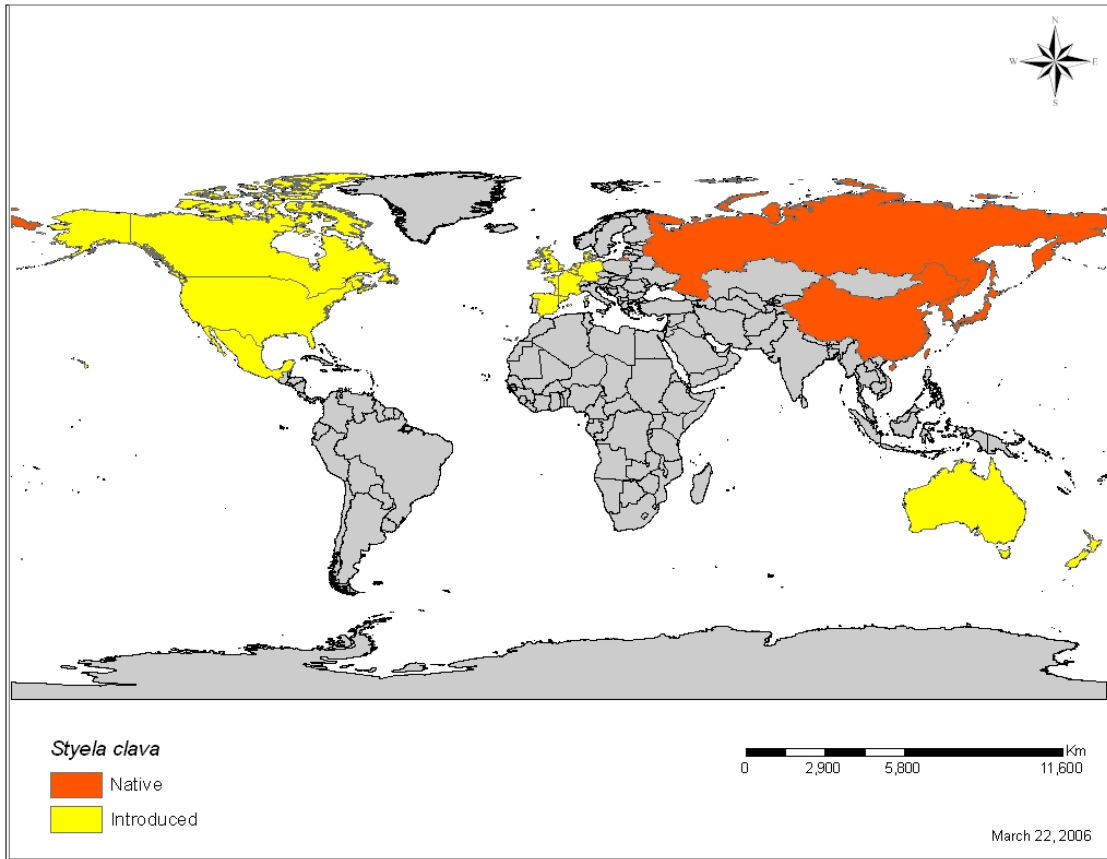 N
W E
S
Styela clava
Native
Introduced
Km
0 2,900 5,800 11,600
March 22, 2006